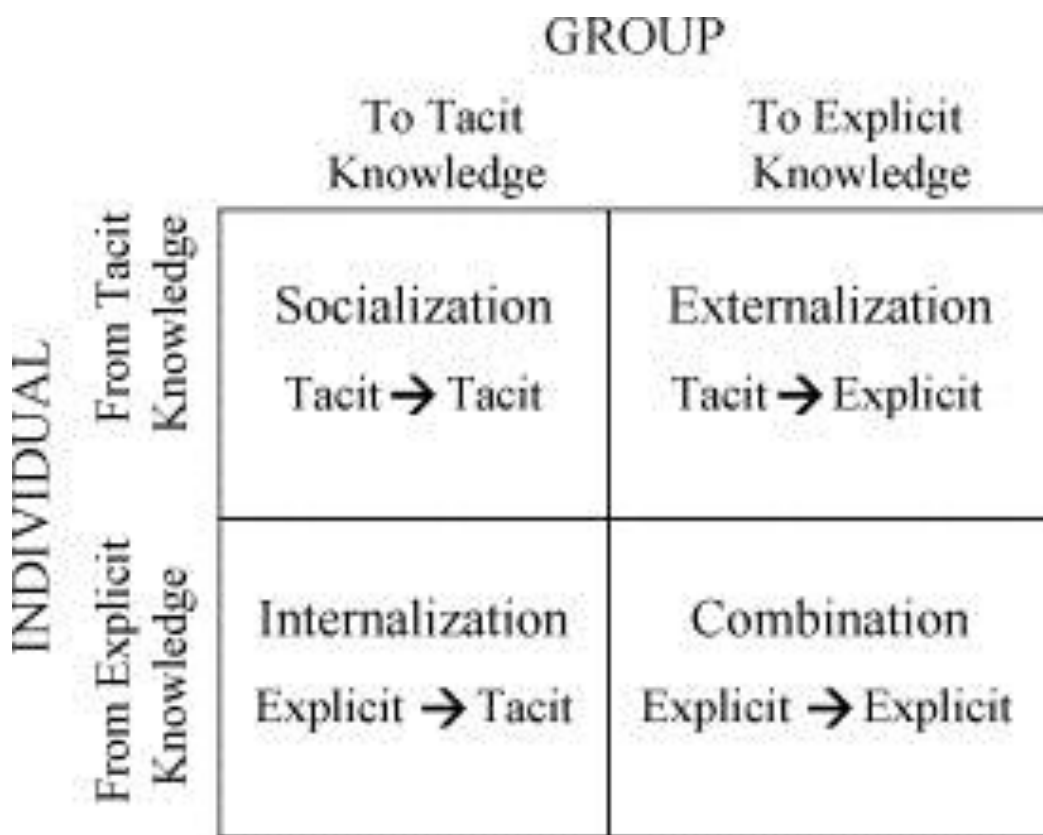 GROUP
To Tacit
Knowledge
To Explicit
Knowledge
INDIVIDUAL
From Tacit
Knowledge
Socialization
Tacit → Tacit
Externalization
Tacit → Explicit
From Explicit
Knowledge
Internalization
Explicit → Tacit
Combination
Explicit → Explicit